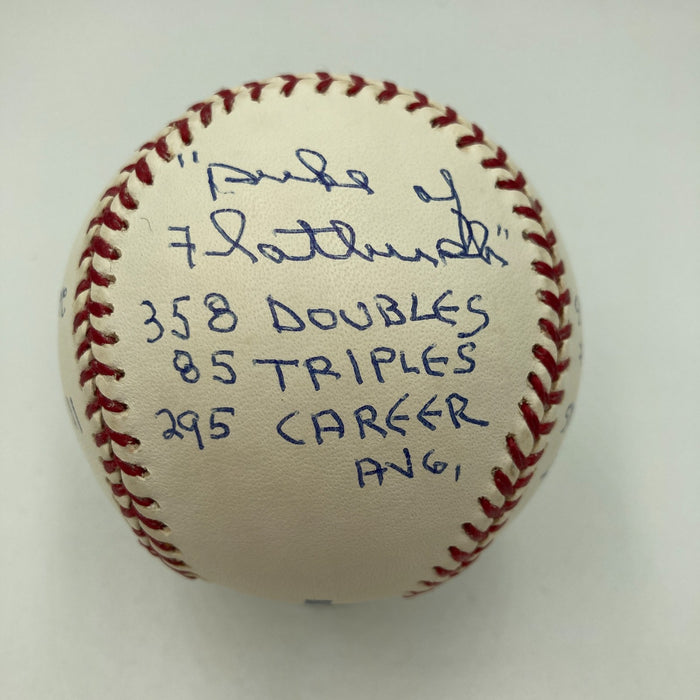 "Duke of
Flatbush"
358 DOUBLES
85 TRIPLES
295 CAREER
AVG.